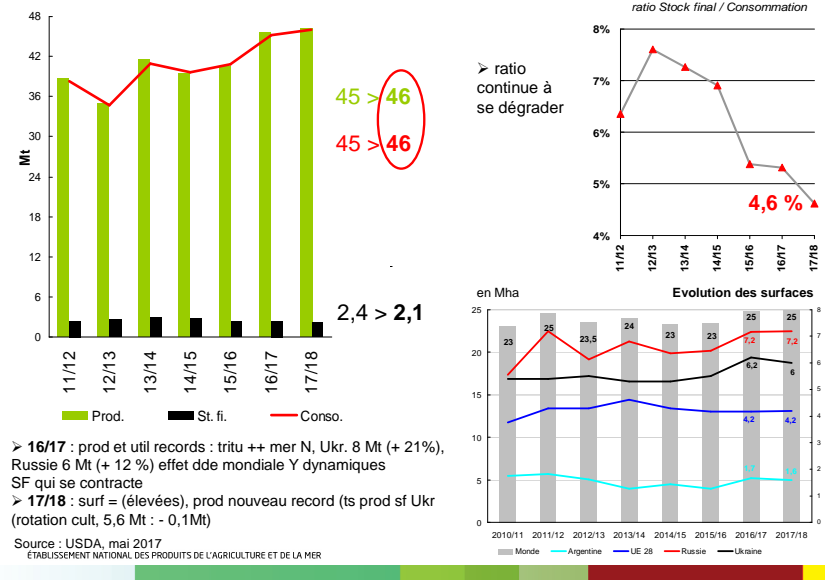 48
42
36
30
24
18
12
6
0
Mt
11/12
12/13
13/14
14/15
15/16
16/17
17/18
Prod.
St. fi.
Conso.
45 > 46
45 > 46
2,4 > 2,1
➢ ratio
continue à
se dégrader
ratio Stock final / Consommation
8%
7%
6%
5%
4%
4,6 %
11/12
12/13
13/14
14/15
15/16
16/17
17/18
en Mha
Evolution des surfaces
25
20
15
10
5
0
8
7
6
5
4
3
2
1
0
23
25
23,5
24
23
23
25
25
7,2
7,2
6,2
6
4,2
4,2
2010/11
2011/12
2012/13
2013/14
2014/15
2015/16
2016/17
2017/18
Monde
Argentine
UE 28
Russie
Ukraine
➢ 16/17 : prod et util records : tritu ++ mer N, Ukr. 8 Mt (+ 21%),
Russie 6 Mt (+ 12 %) effet dde mondiale Y dynamiques
SF qui se contracte
➢ 17/18 : surf = (élevées), prod nouveau record (ts prod sf Ukr
(rotation cult, 5,6 Mt : - 0,1Mt)
Source : USDA, mai 2017
ÉTABLISSEMENT NATIONAL DES PRODUITS DE L'AGRICULTURE ET DE LA MER